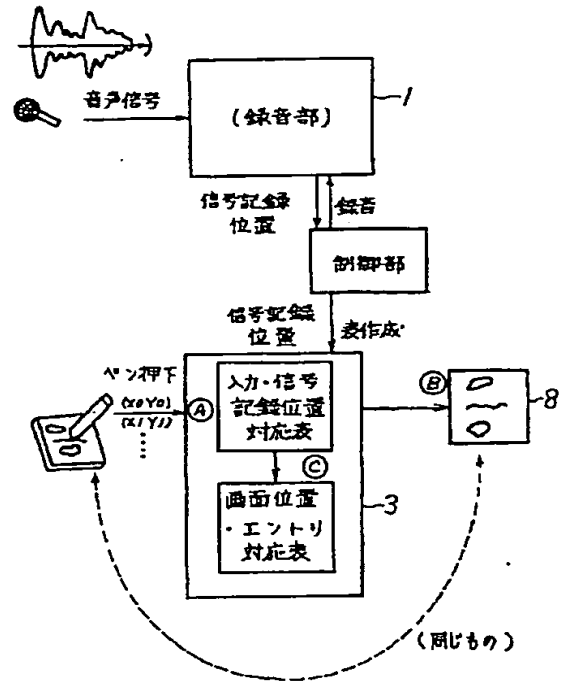 音声信号
(録音部)
1
信号記録
位置
録音
制御部
信号記録
位置
表作成
ペン押下
(X0Y0)
(X1Y1)
⋮
Ⓐ
入力・信号
記録位置
対応表
Ⓑ
8
Ⓒ
画面位置
・エントリ
対応表
3
(同じもの)